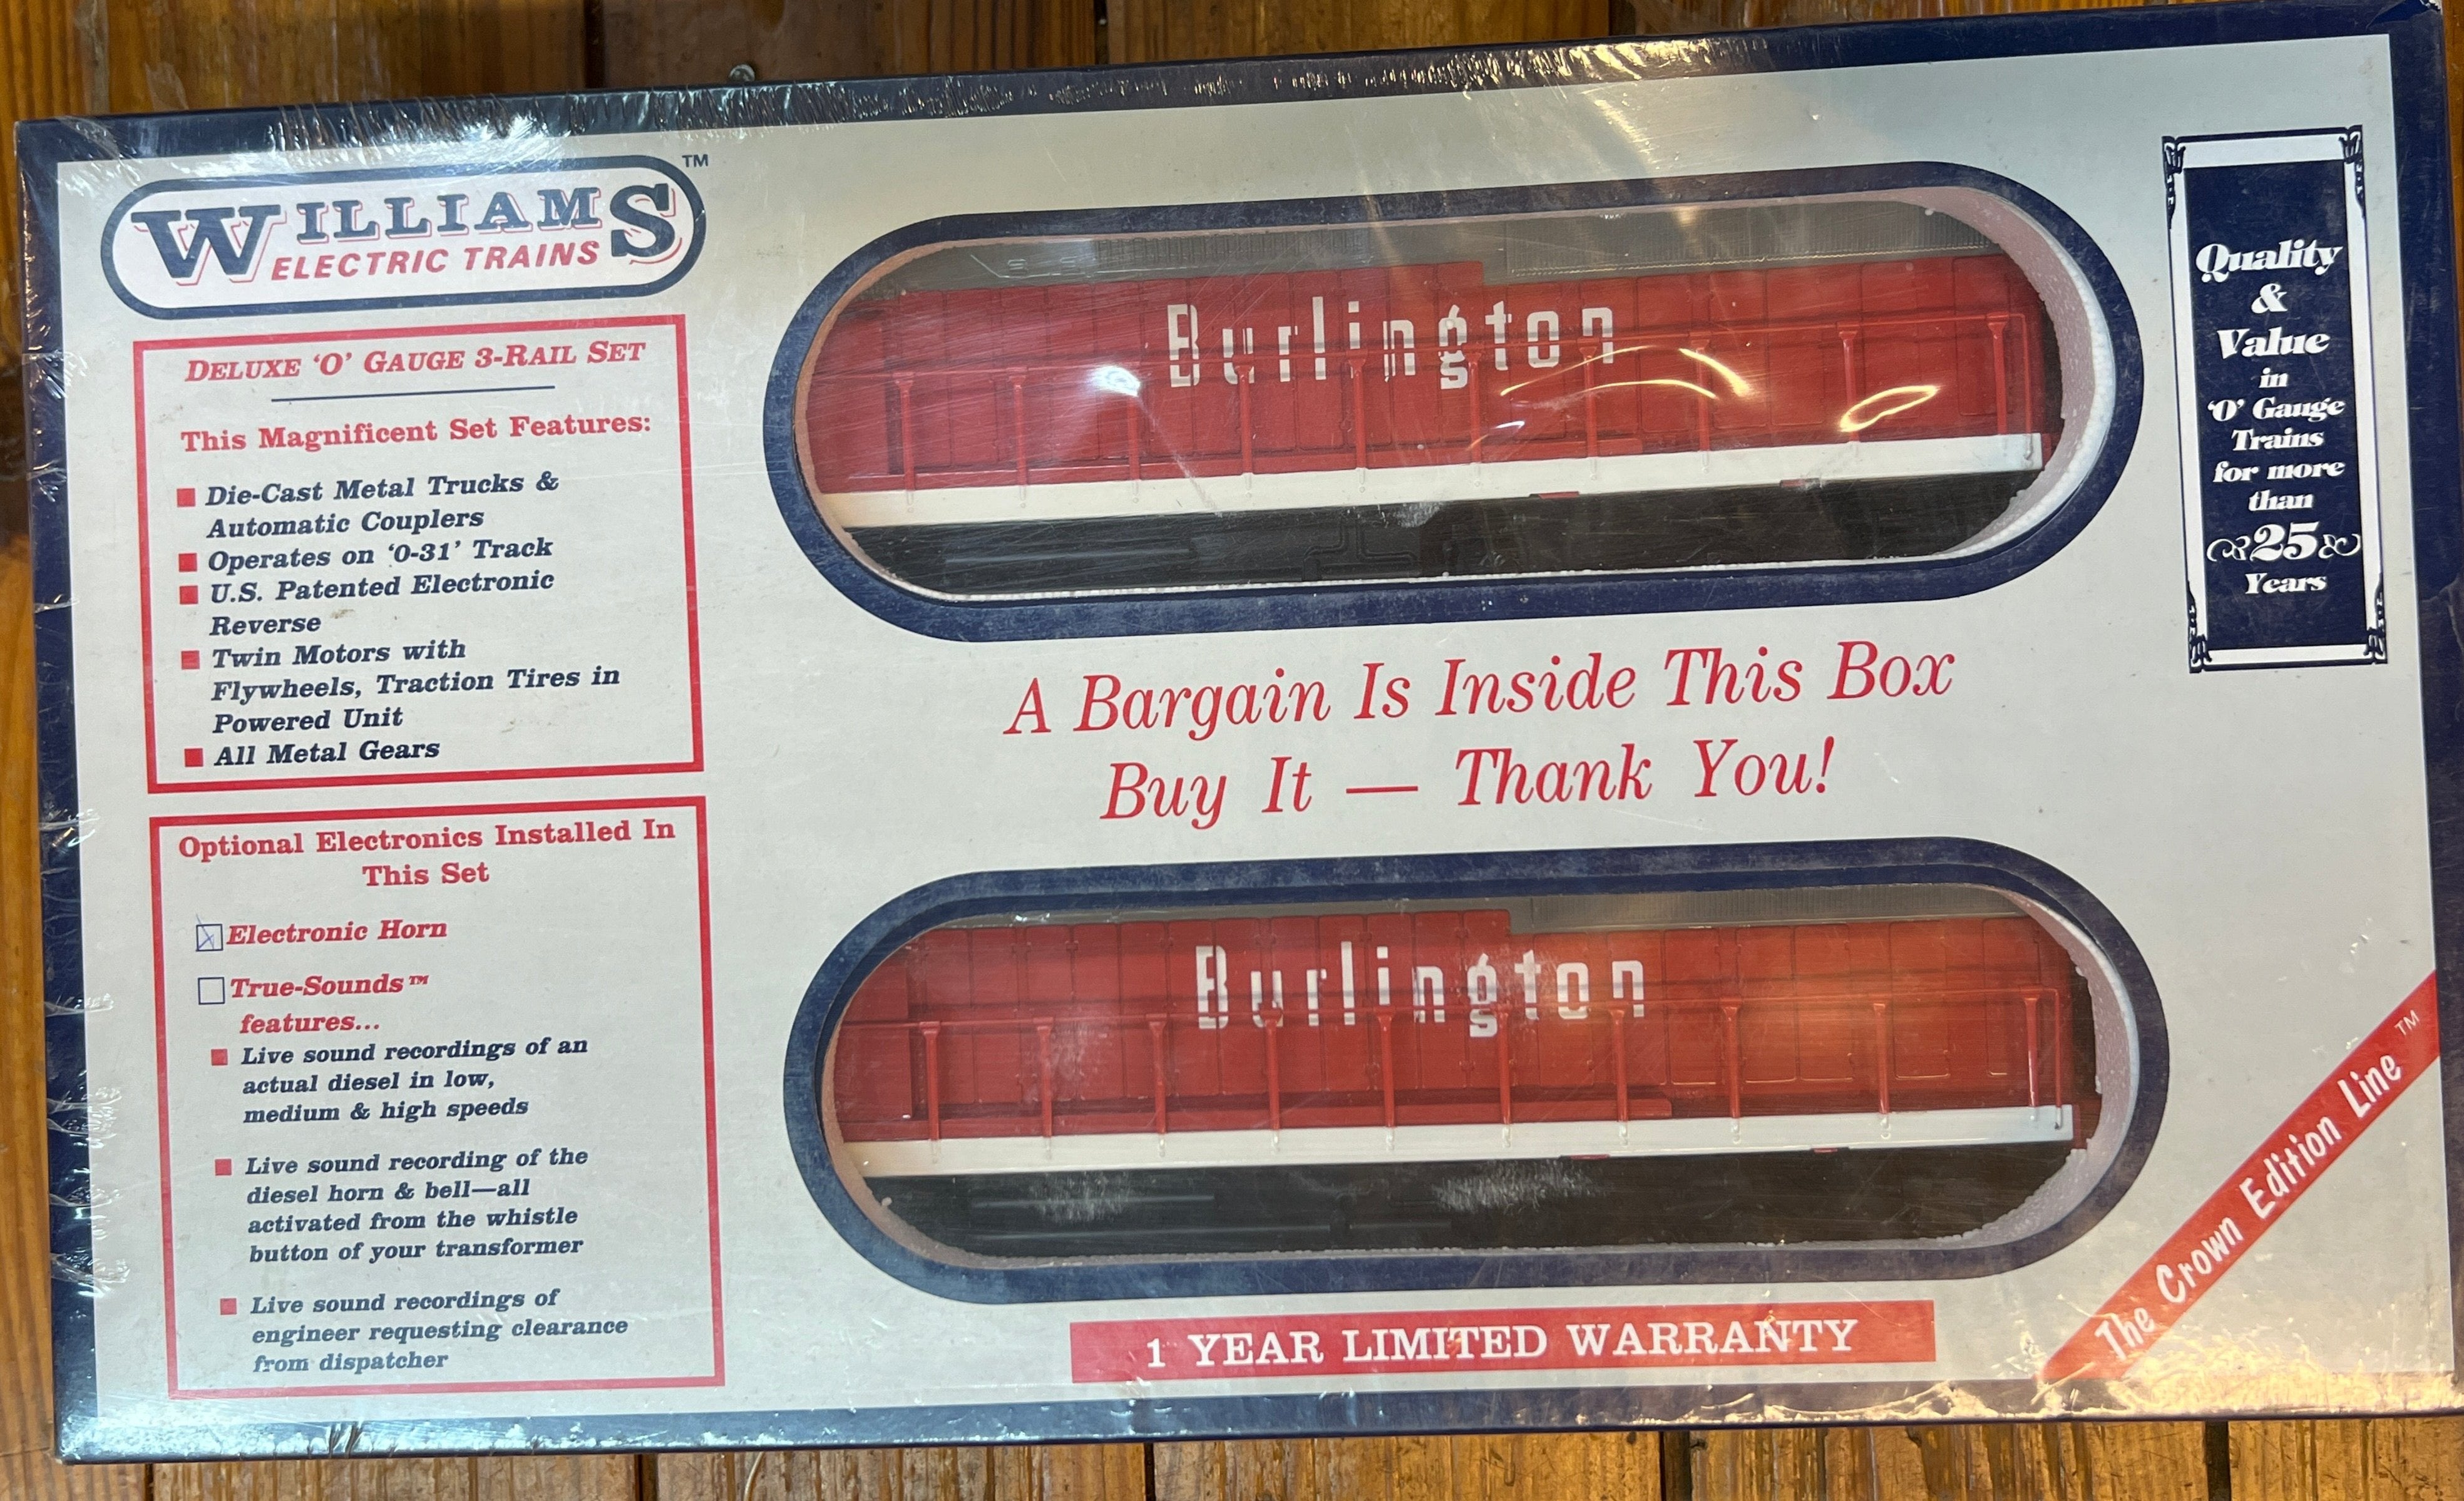 WILLIAMS TM
ELECTRIC TRAINS
DELUXE ‘O’ GAUGE 3-RAIL SET
This Magnificent Set Features:
Die-Cast Metal Trucks &
Automatic Couplers
Operates on ‘0-31’ Track
U.S. Patented Electronic
Reverse
Twin Motors with
Flywheels, Traction Tires in
Powered Unit
All Metal Gears
Optional Electronics Installed In
This Set
Electronic Horn
True-Sounds™
features...
Live sound recordings of an
actual diesel in low,
medium & high speeds
Live sound recording of the
diesel horn & bell—all
activated from the whistle
button of your transformer
Live sound recordings of
engineer requesting clearance
from dispatcher
Burlington
A Bargain Is Inside This Box
Buy It — Thank You!
Burlington
1 YEAR LIMITED WARRANTY
Quality
&
Value
in
‘O’ Gauge
Trains
for more
than
25
Years
The Crown Edition Line TM